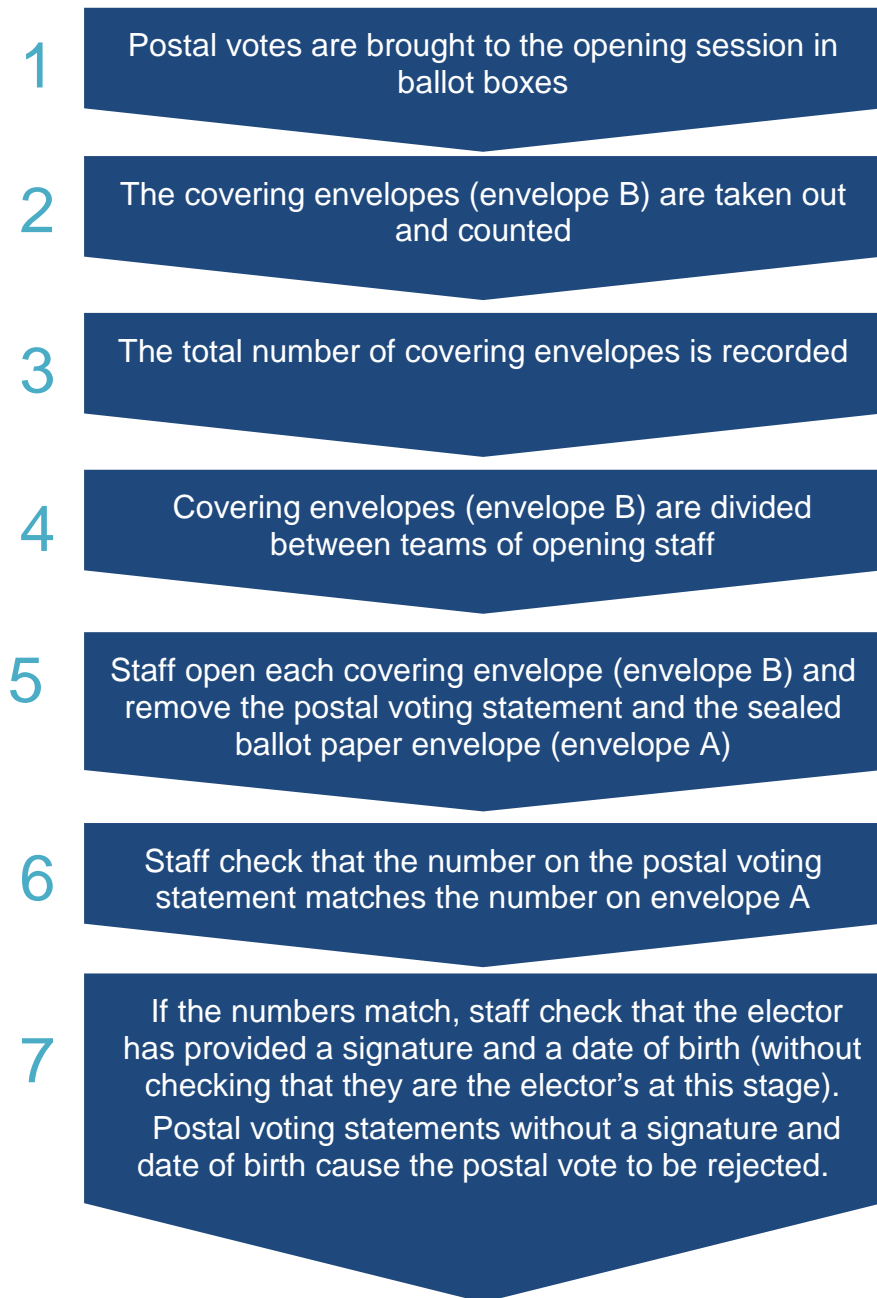 1
Postal votes are brought to the opening session in
ballot boxes
2
The covering envelopes (envelope B) are taken out
and counted
3
The total number of covering envelopes is recorded
4
Covering envelopes (envelope B) are divided
between teams of opening staff
5
Staff open each covering envelope (envelope B) and
remove the postal voting statement and the sealed
ballot paper envelope (envelope A)
6
Staff check that the number on the postal voting
statement matches the number on envelope A
7
If the numbers match, staff check that the elector
has provided a signature and a date of birth (without
checking that they are the elector’s at this stage).
Postal voting statements without a signature and
date of birth cause the postal vote to be rejected.